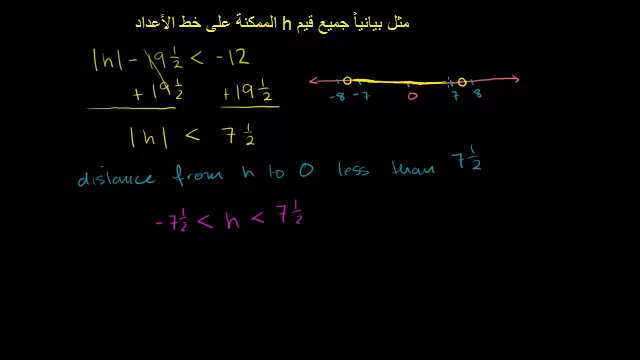 مثل بيانياً جميع قيم h الممكنة على خط الأعداد
|h| - 19 1/2 < -12
+ 19 1/2 +19 1/2
|h| < 7 1/2
-8 -7 0 7 8
distance from h to 0 less than 7 1/2
-7 1/2 < h < 7 1/2